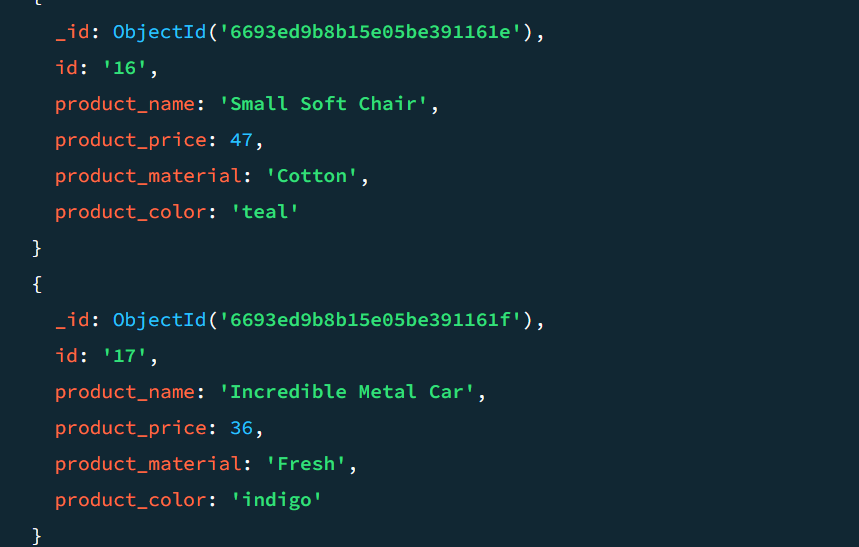 {
_id: ObjectId('6693ed9b8b15e05be391161e'),
id: '16',
product_name: 'Small Soft Chair',
product_price: 47,
product_material: 'Cotton',
product_color: 'teal'
}
{
_id: ObjectId('6693ed9b8b15e05be391161f'),
id: '17',
product_name: 'Incredible Metal Car',
product_price: 36,
product_material: 'Fresh',
product_color: 'indigo'
}